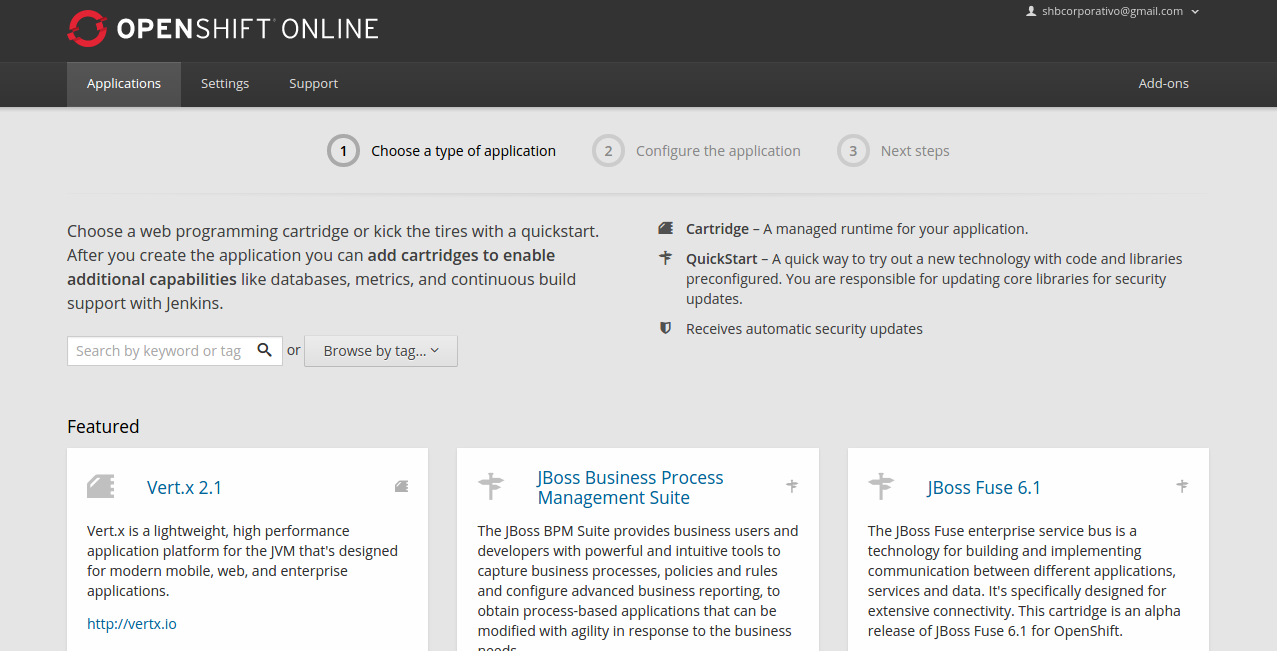 OPENSHIFT ONLINE
shbcorporativo@gmail.com
Applications
Settings
Support
Add-ons
1 Choose a type of application
2 Configure the application
3 Next steps
Choose a web programming cartridge or kick the tires with a quickstart.
After you create the application you can add cartridges to enable
additional capabilities like databases, metrics, and continuous build
support with Jenkins.
Search by keyword or tag
or
Browse by tag...
Cartridge – A managed runtime for your application.
QuickStart – A quick way to try out a new technology with code and libraries
preconfigured. You are responsible for updating core libraries for security
updates.
Receives automatic security updates
Featured
Vert.x 2.1
Vert.x is a lightweight, high performance
application platform for the JVM that's designed
for modern mobile, web, and enterprise
applications.
http://vertx.io
JBoss Business Process
Management Suite
The JBoss BPM Suite provides business users and
developers with powerful and intuitive tools to
capture business processes, policies and rules
and configure advanced business reporting, to
obtain process-based applications that can be
modified with agility in response to the business
needs.
JBoss Fuse 6.1
The JBoss Fuse enterprise service bus is a
technology for building and implementing
communication between different applications,
services and data. It's specifically designed for
extensive connectivity. This cartridge is an alpha
release of JBoss Fuse 6.1 for OpenShift.